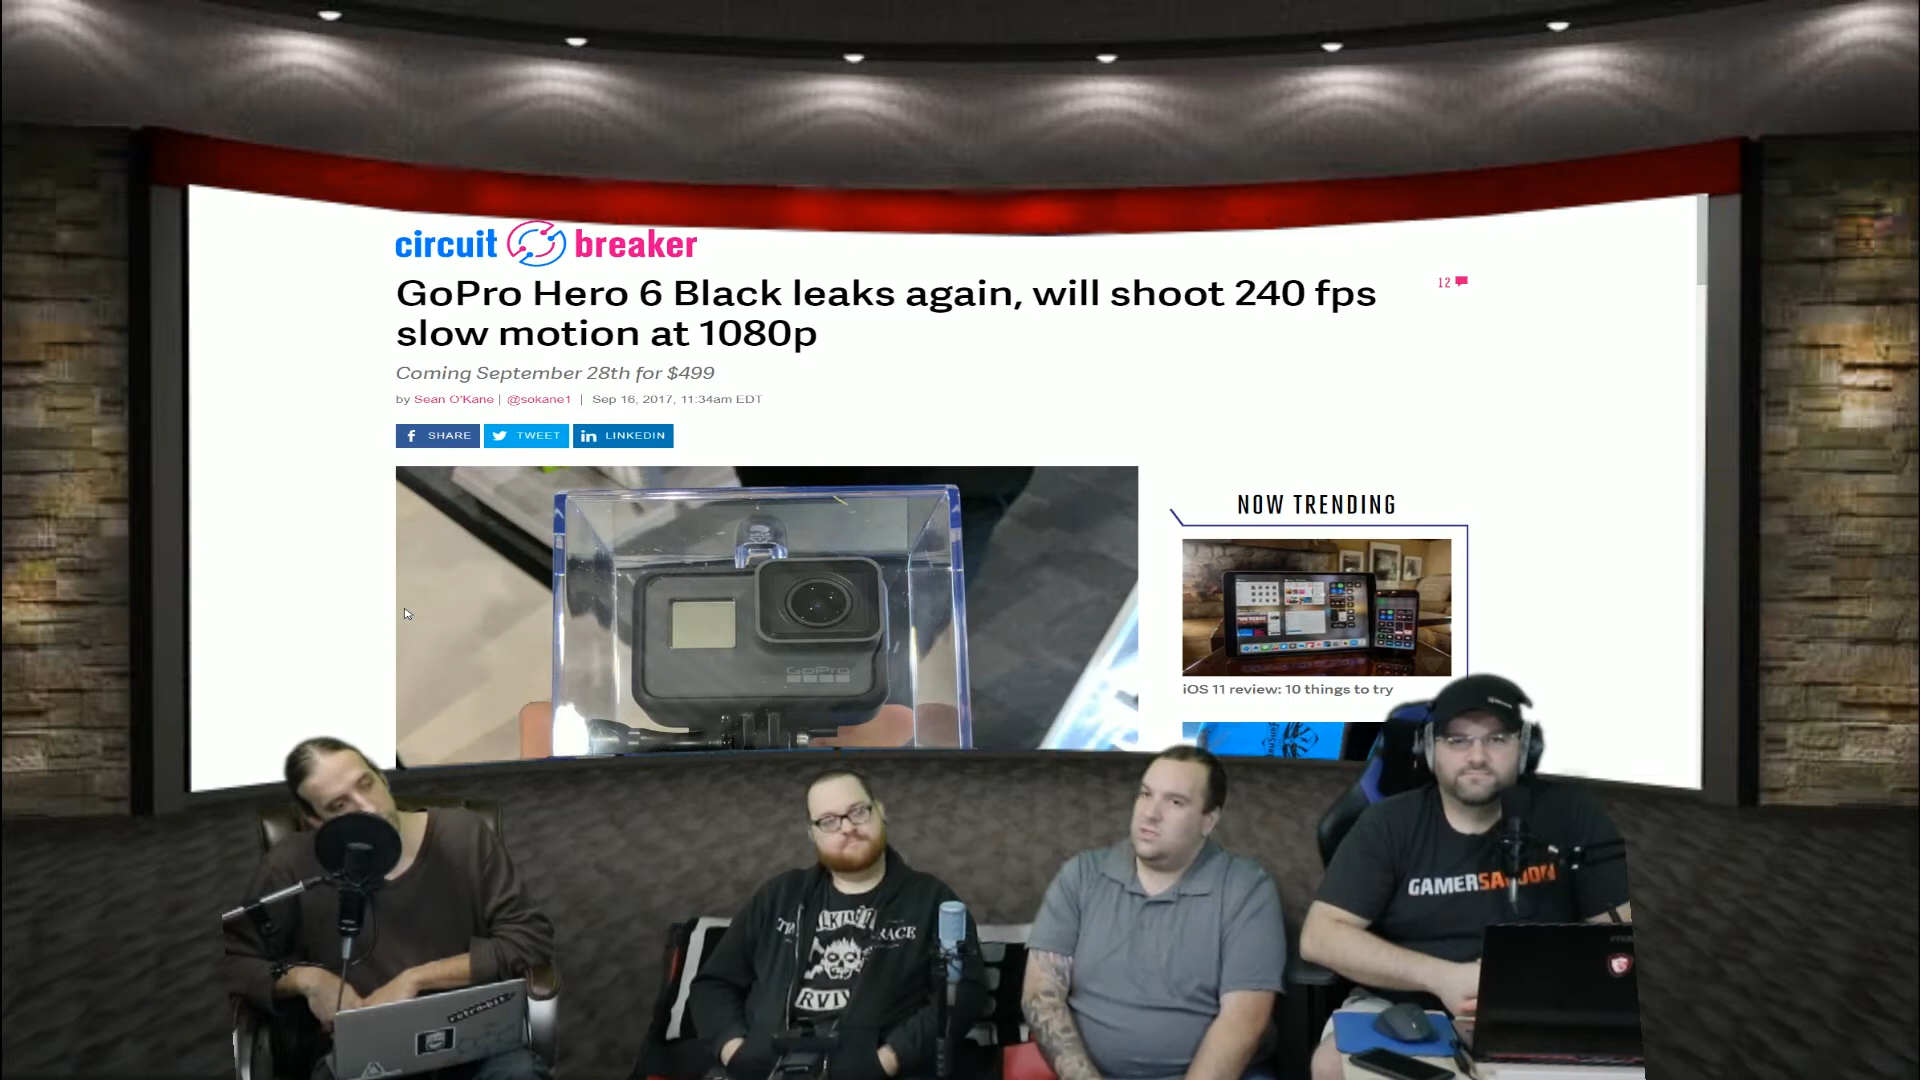 circuit breaker
GoPro Hero 6 Black leaks again, will shoot 240 fps
slow motion at 1080p
12
Coming September 28th for $499
by Sean O'Kane | @sokane1 | Sep 16, 2017, 11:34am EDT
SHARE TWEET LINKEDIN
NOW TRENDING
GoPro
iOS 11 review: 10 things to try
GAMERSA